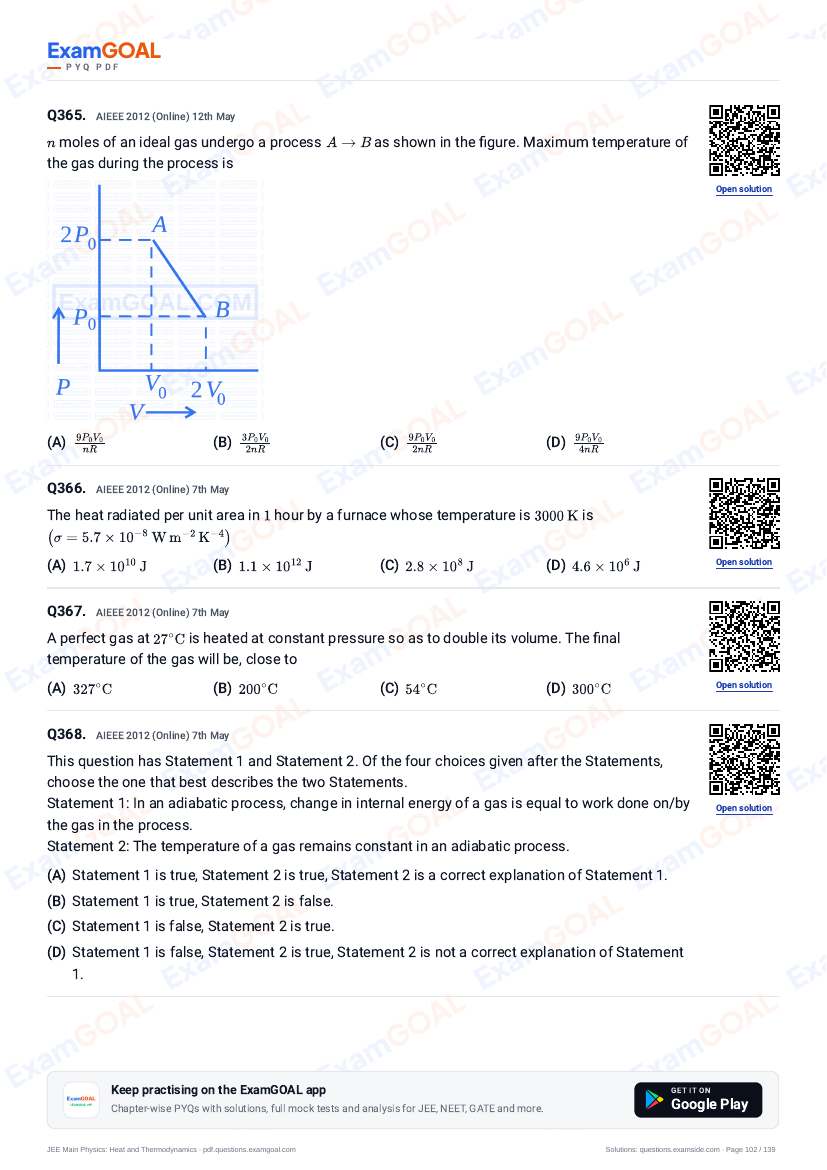 ExamGOAL
PYQ PDF
Q365. AIEEE 2012 (Online) 12th May
n moles of an ideal gas undergo a process A → B as shown in the figure. Maximum temperature of
the gas during the process is
Open solution
2P₀
A
ExamGOAL.COM
P₀
B
V₀
2V₀
P
V
(A) 9P₀V₀/nR (B) 3P₀V₀/2nR (C) 9P₀V₀/2nR (D) 9P₀V₀/4nR
Q366. AIEEE 2012 (Online) 7th May
The heat radiated per unit area in 1 hour by a furnace whose temperature is 3000 K is
(σ = 5.7 × 10⁻⁸ W m⁻² K⁻⁴)
(A) 1.7 × 10¹⁰ J (B) 1.1 × 10¹² J (C) 2.8 × 10⁸ J (D) 4.6 × 10⁶ J
Open solution
Q367. AIEEE 2012 (Online) 7th May
A perfect gas at 27°C is heated at constant pressure so as to double its volume. The final
temperature of the gas will be, close to
(A) 327°C (B) 200°C (C) 54°C (D) 300°C
Open solution
Q368. AIEEE 2012 (Online) 7th May
This question has Statement 1 and Statement 2. Of the four choices given after the Statements,
choose the one that best describes the two Statements.
Statement 1: In an adiabatic process, change in internal energy of a gas is equal to work done on/by
the gas in the process.
Statement 2: The temperature of a gas remains constant in an adiabatic process.
Open solution
(A) Statement 1 is true, Statement 2 is true, Statement 2 is a correct explanation of Statement 1.
(B) Statement 1 is true, Statement 2 is false.
(C) Statement 1 is false, Statement 2 is true.
(D) Statement 1 is false, Statement 2 is true, Statement 2 is not a correct explanation of Statement
1.
ExamGOAL
Keep practising on the ExamGOAL app
Chapter-wise PYQs with solutions, full mock tests and analysis for JEE, NEET, GATE and more.
GET IT ON
Google Play
JEE Main Physics: Heat and Thermodynamics · pdf.questions.examgoal.com
Solutions: questions.examside.com · Page 102 / 139